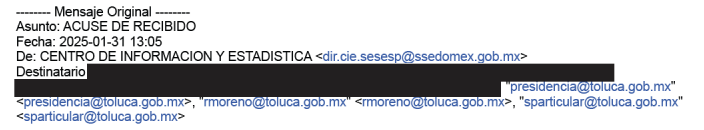 -------- Mensaje Original --------
Asunto: ACUSE DE RECIBIDO
Fecha: 2025-01-31 13:05
De: CENTRO DE INFORMACION Y ESTADISTICA <dir.cie.sesesp@ssedomex.gob.mx>
Destinatario
"presidencia@toluca.gob.mx"
<presidencia@toluca.gob.mx>, "rmoreno@toluca.gob.mx" <rmoreno@toluca.gob.mx>, "sparticular@toluca.gob.mx"
<sparticular@toluca.gob.mx>